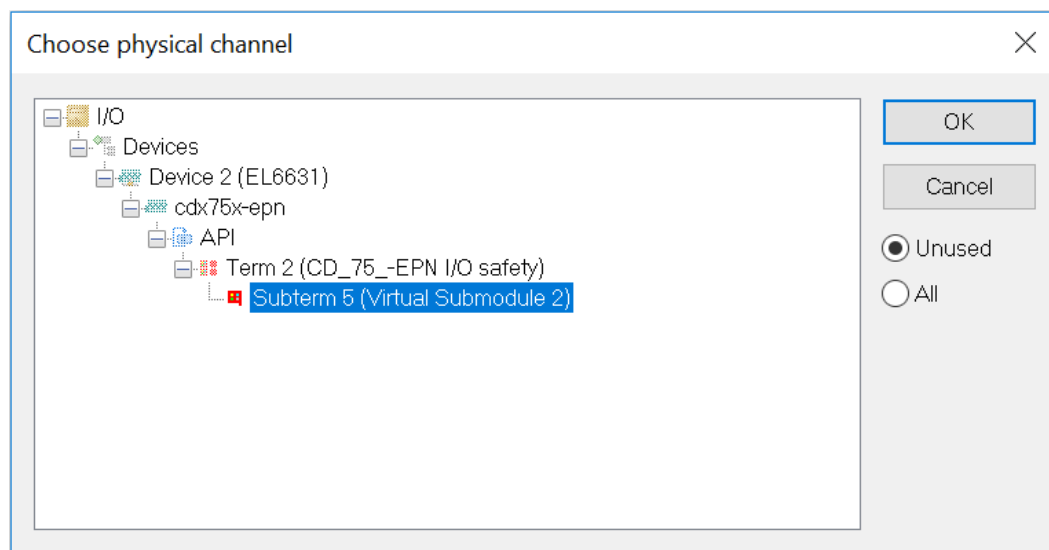 Choose physical channel
I/O
Devices
Device 2 (EL6631)
cdx75x-epn
API
Term 2 (CD_75_-EPN I/O safety)
Subterm 5 (Virtual Submodule 2)
OK
Cancel
Unused
All